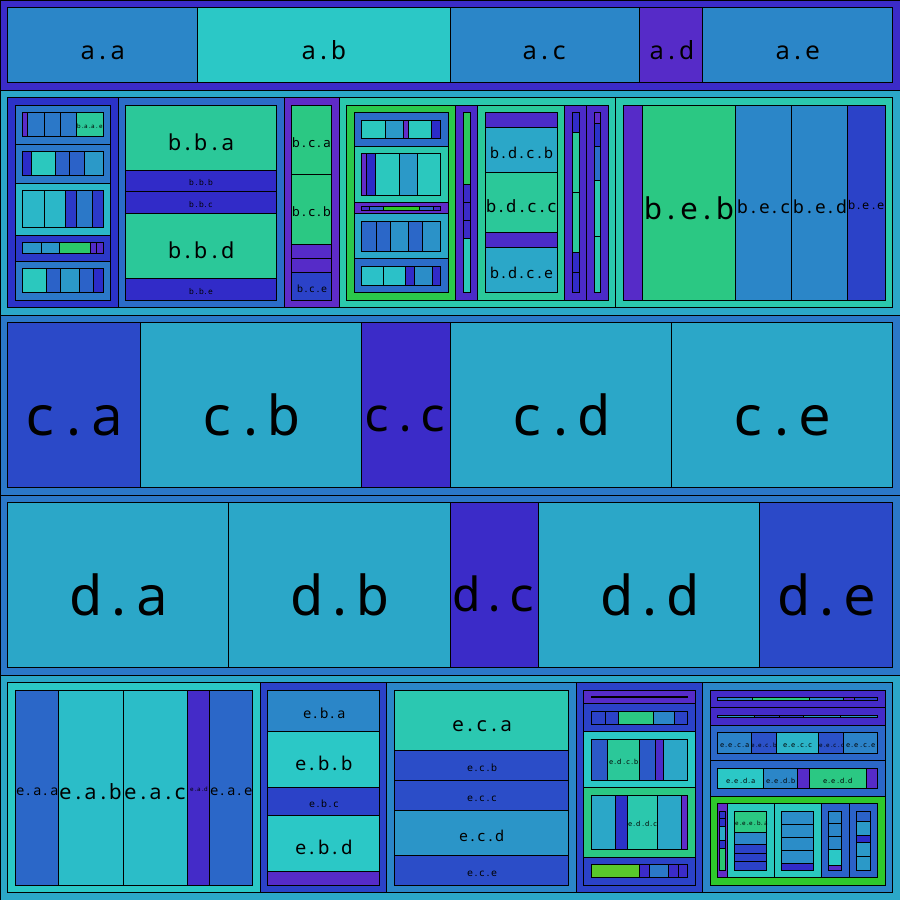 a.a a.b a.c a.d a.e
b.a.a.e
b.b.a
b.b.b
b.b.c
b.b.d
b.b.e
b.c.a
b.c.b
b.c.e
b.d.c.b
b.d.c.c
b.d.c.e
b.e.b b.e.c b.e.d b.e.e
c.a c.b c.c c.d c.e
d.a d.b d.c d.d d.e
e.a.a e.a.b e.a.c e.a.d e.a.e
e.b.a
e.b.b
e.b.c
e.b.d
e.c.a
e.c.b
e.c.c
e.c.d
e.c.e
e.d.c.b
e.d.d.c
e.e.c.a e.e.c.b e.e.c.c e.e.c.d e.e.c.e
e.e.d.a e.e.d.b e.e.d.d
e.e.e.b.a